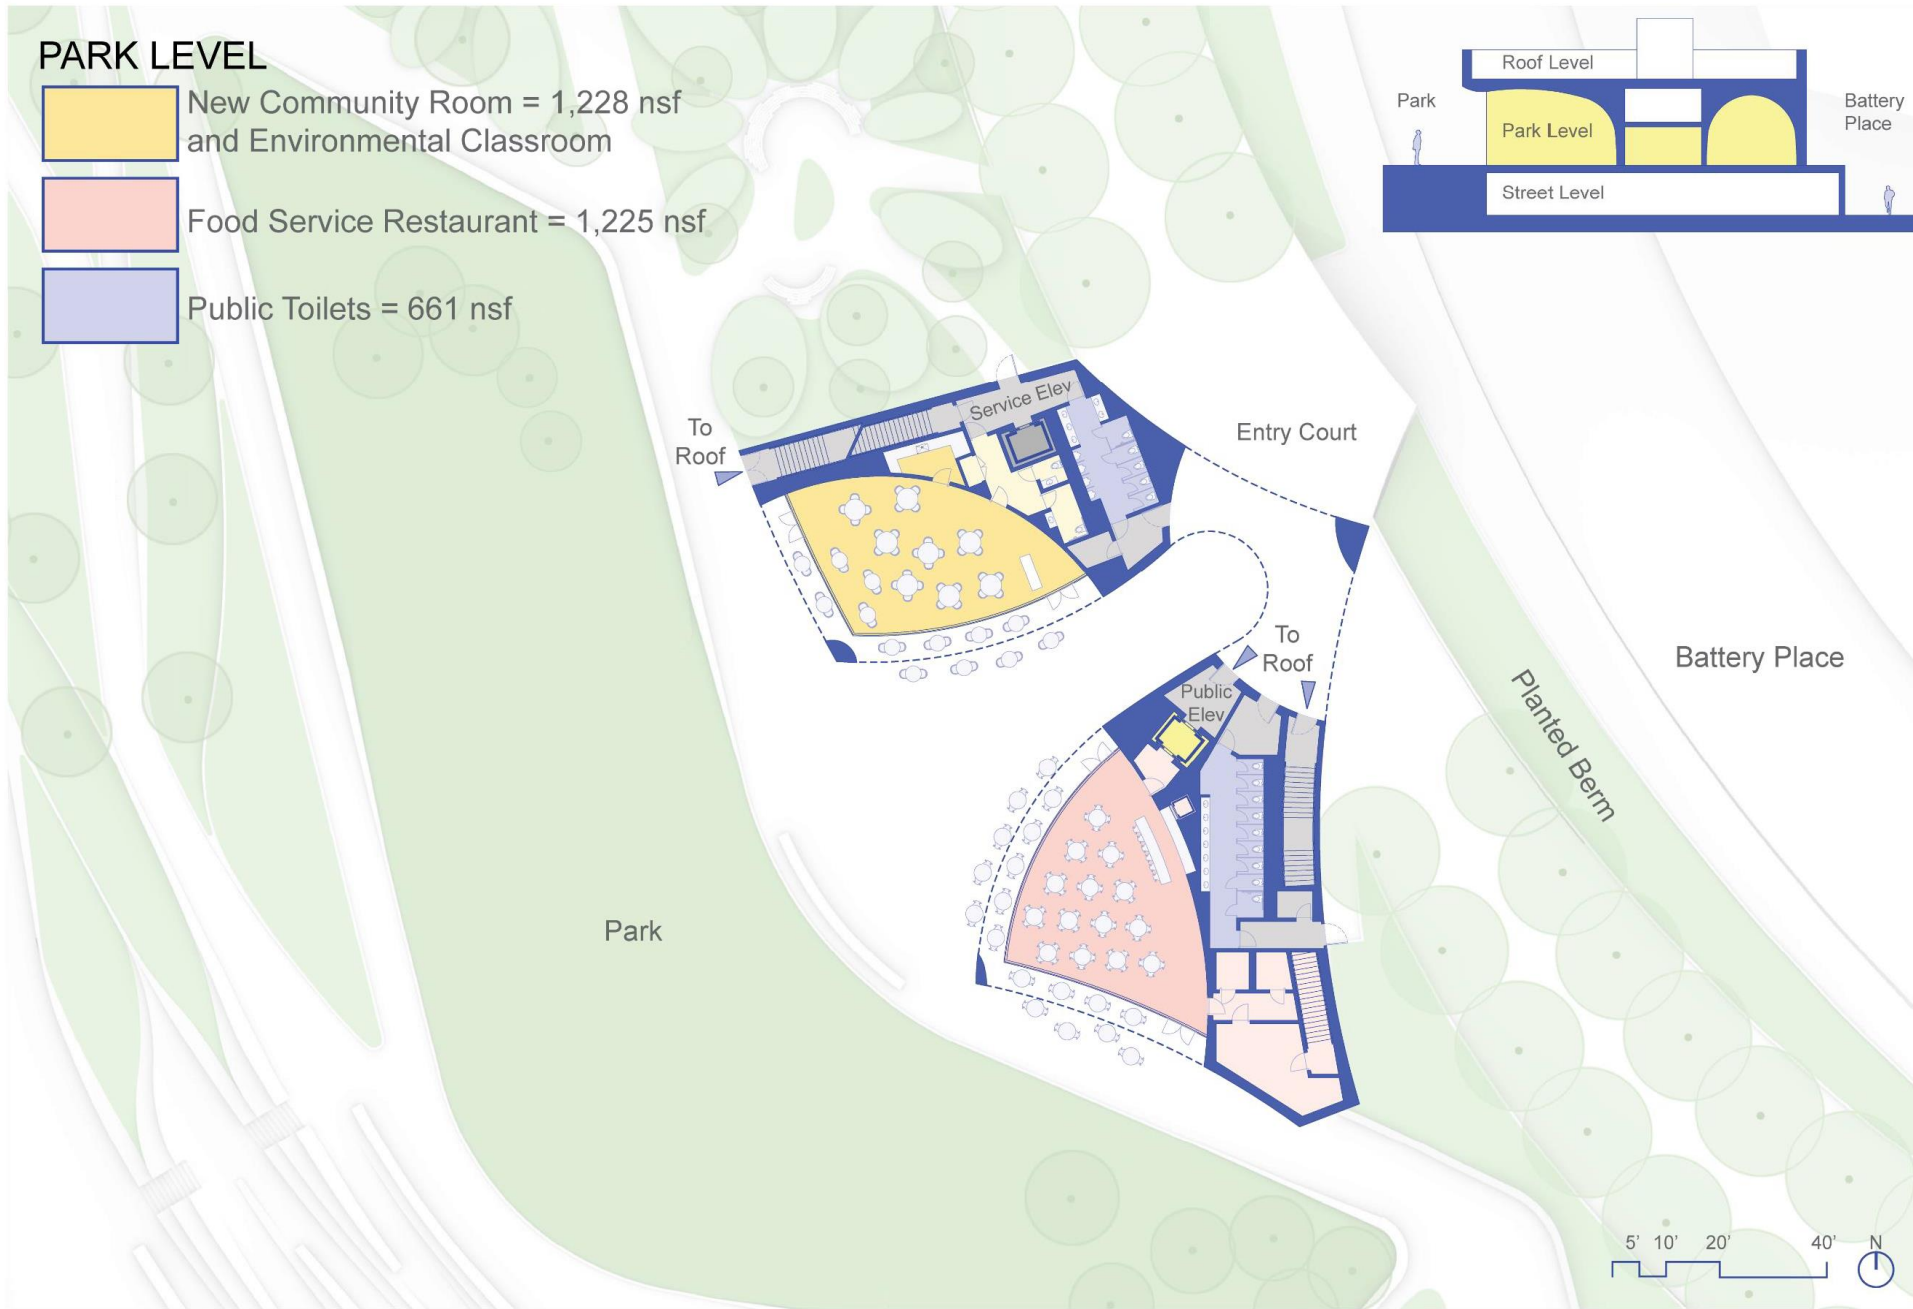 PARK LEVEL
New Community Room = 1,228 nsf
and Environmental Classroom
Food Service Restaurant = 1,225 nsf
Public Toilets = 661 nsf
Roof Level
Park
Park Level
Battery
Place
Street Level
To
Roof
Service Elev
Entry Court
To
Roof
Public
Elev
Battery Place
Planted Berm
Park
5' 10' 20' 40' N